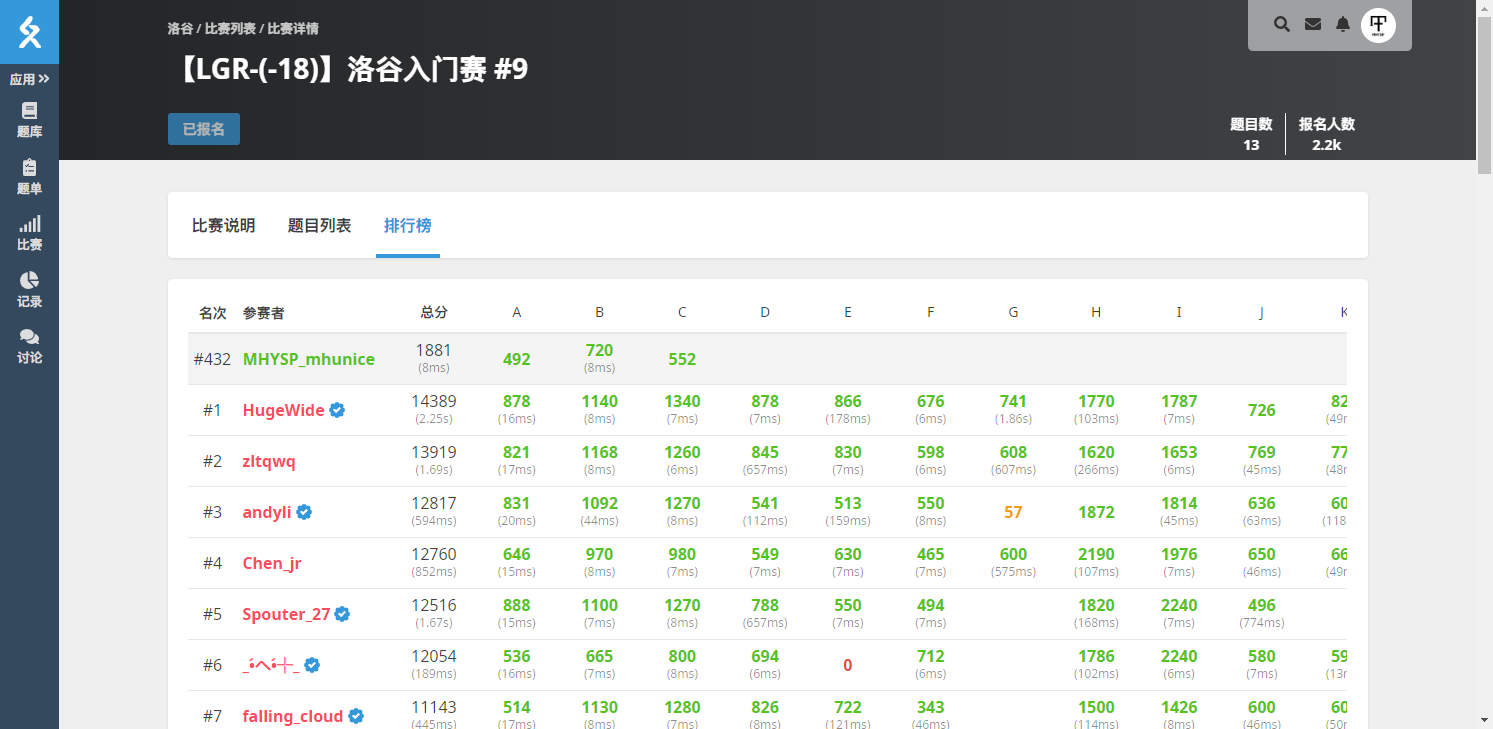 洛谷 / 比赛列表 / 比赛详情
【LGR-(-18)】洛谷入门赛 #9
已报名
题目数 报名人数
13 2.2k
应用
题库
题单
比赛
记录
讨论
比赛说明 题目列表 排行榜
名次 参赛者 总分 A B C D E F G H I J K
#432 MHYSP_mhunice 1881 492 720 552
(8ms) (8ms)
#1 HugeWide 14389 878 1140 1340 878 866 676 741 1770 1787 726 82
(2.25s) (16ms) (8ms) (7ms) (7ms) (178ms) (6ms) (1.86s) (103ms) (7ms) (49m
#2 zltqwq 13919 821 1168 1260 845 830 598 608 1620 1653 769 77
(1.69s) (17ms) (8ms) (6ms) (657ms) (7ms) (6ms) (607ms) (266ms) (6ms) (45ms) (48m
#3 andyli 12817 831 1092 1270 541 513 550 57 1872 1814 636 60
(594ms) (20ms) (44ms) (8ms) (112ms) (159ms) (8ms) (45ms) (63ms) (118
#4 Chen_jr 12760 646 970 980 549 630 465 600 2190 1976 650 66
(852ms) (15ms) (8ms) (7ms) (7ms) (7ms) (7ms) (575ms) (107ms) (7ms) (46ms) (49m
#5 Spouter_27 12516 888 1100 1270 788 550 494 1820 2240 496
(1.67s) (15ms) (7ms) (8ms) (657ms) (7ms) (7ms) (168ms) (7ms) (774ms)
#6 12054 536 665 800 694 0 712 1786 2240 580 59
(189ms) (16ms) (7ms) (8ms) (6ms) (6ms) (102ms) (6ms) (7ms) (13m
#7 falling_cloud 11143 514 1130 1280 826 722 343 1500 1426 600 60
(445ms) (17ms) (8ms) (7ms) (8ms) (121ms) (46ms) (114ms) (8ms) (46ms) (50m